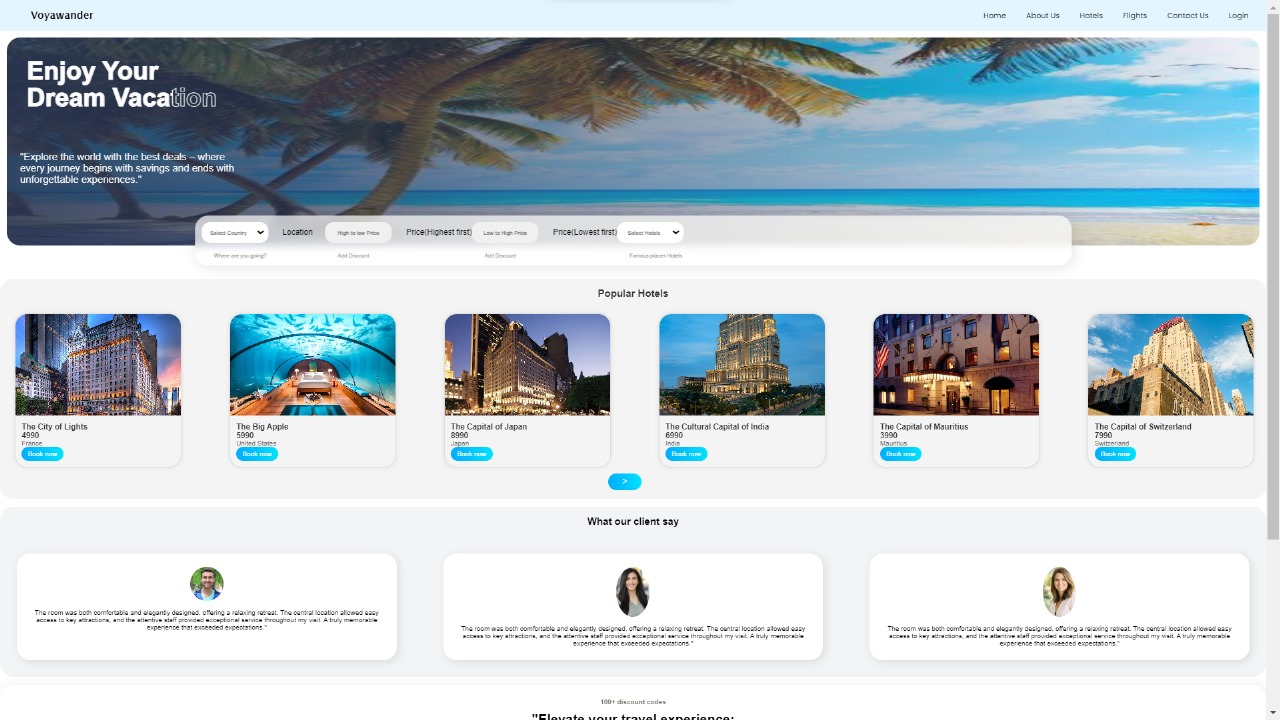 Voyawander
Home About Us Hotels Flights Contact Us Login
Enjoy Your
Dream Vacation
"Explore the world with the best deals – where
every journey begins with savings and ends with
unforgettable experiences."
Select Country Location High to low Price Price(Highest first) Low to High Price Price(Lowest first) Select Hotels
Where are you going? Add Discount Add Discount Famous places Hotels
Popular Hotels
The City of Lights
4990
France
Book now
The Big Apple
5990
United States
Book now
The Capital of Japan
8990
Japan
Book now
The Cultural Capital of India
6990
India
Book now
The Capital of Mauritius
3990
Mauritius
Book now
The Capital of Switzerland
7990
Switzerland
Book now
>
What our client say
The room was both comfortable and elegantly designed, offering a relaxing retreat. The central location allowed easy
access to key attractions, and the attentive staff provided exceptional service throughout my visit. A truly memorable
experience that exceeded expectations."
The room was both comfortable and elegantly designed, offering a relaxing retreat. The central location allowed easy
access to key attractions, and the attentive staff provided exceptional service throughout my visit. A truly memorable
experience that exceeded expectations."
The room was both comfortable and elegantly designed, offering a relaxing retreat. The central location allowed easy
access to key attractions, and the attentive staff provided exceptional service throughout my visit. A truly memorable
experience that exceeded expectations."
100+ discount codes
"Elevate your travel experience: